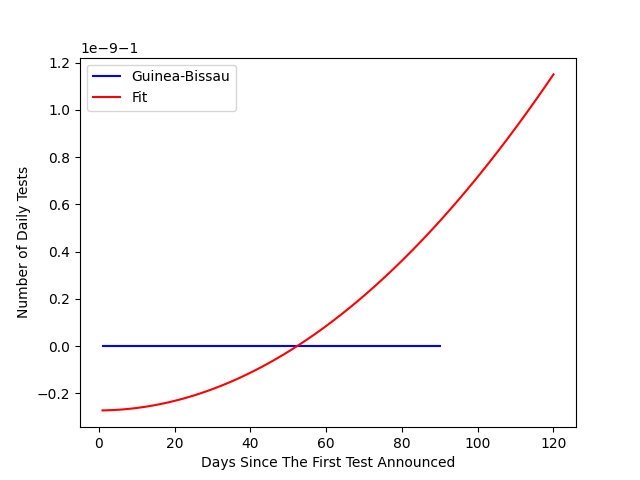 1e−9−1
1.2
1.0
0.8
0.6
0.4
0.2
0.0
−0.2
Number of Daily Tests
Guinea-Bissau
Fit
0 20 40 60 80 100 120
Days Since The First Test Announced